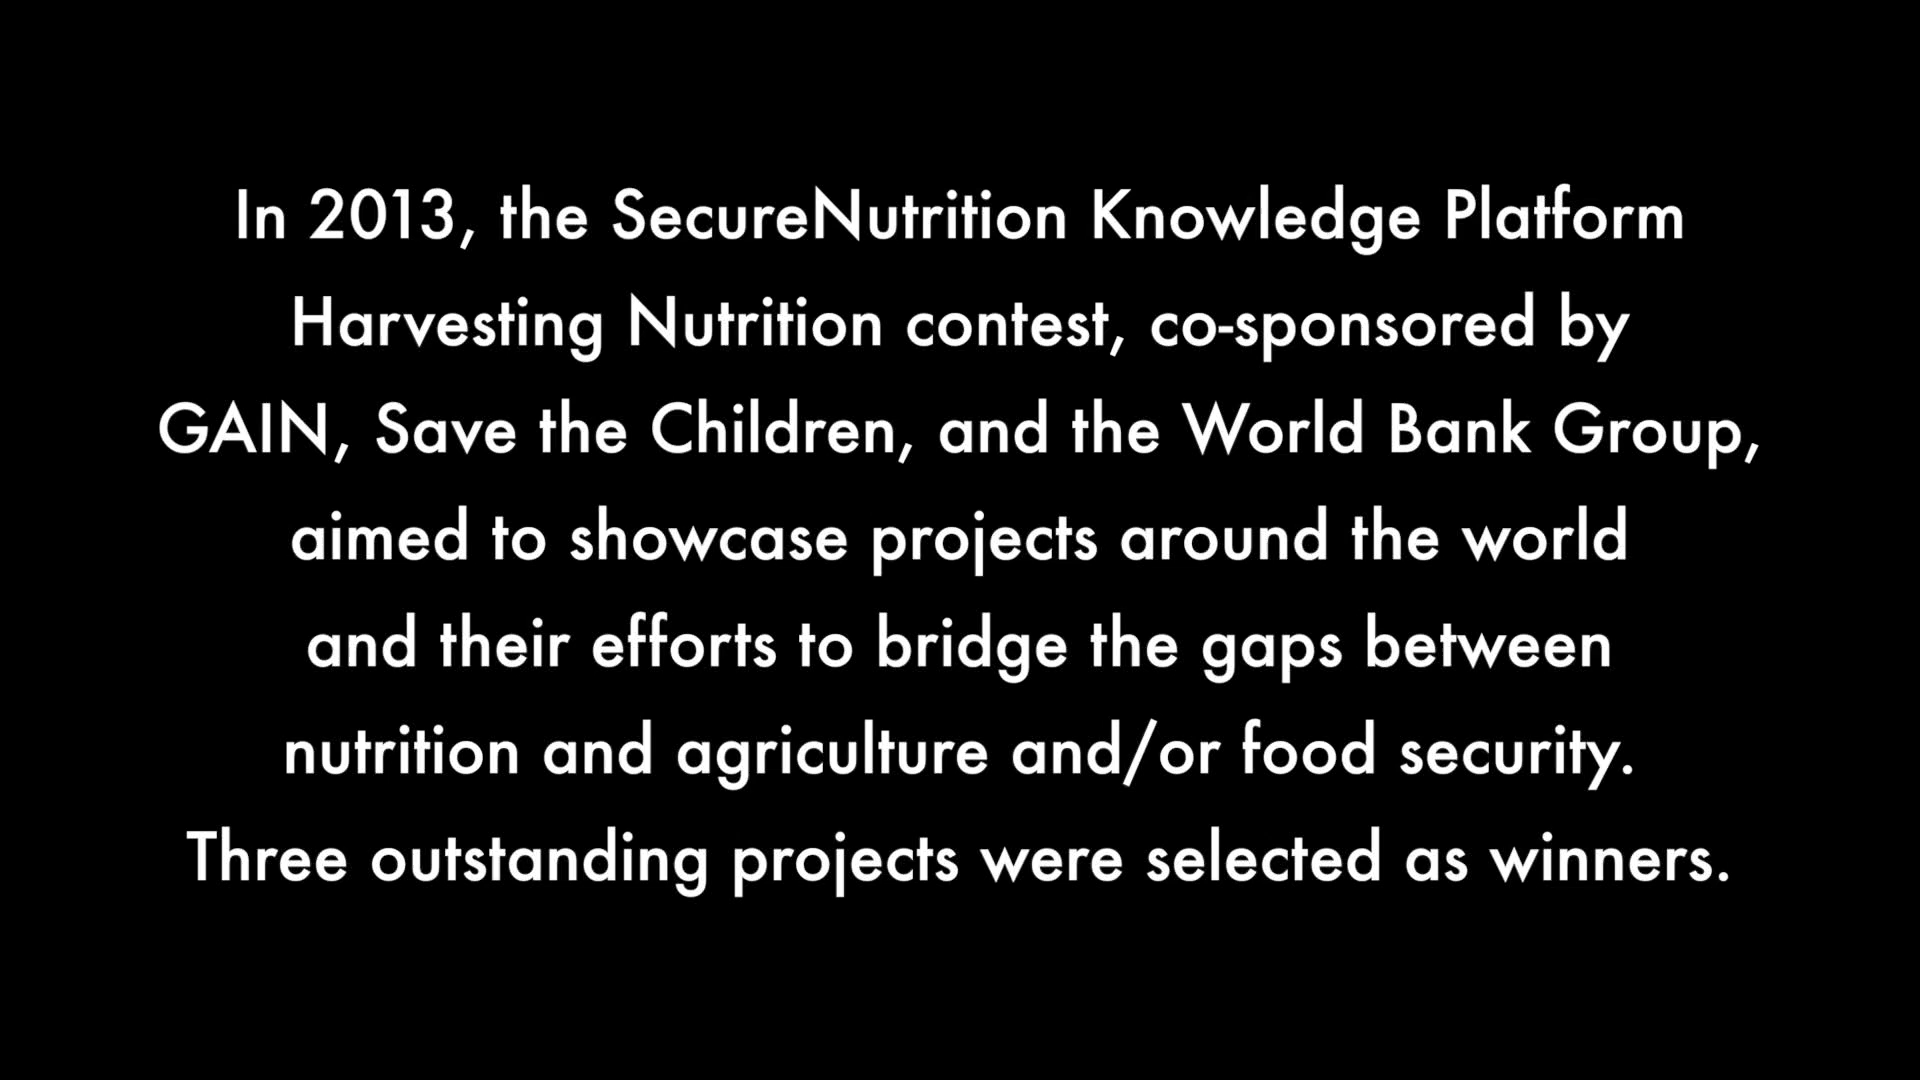 In 2013, the SecureNutrition Knowledge Platform
Harvesting Nutrition contest, co-sponsored by
GAIN, Save the Children, and the World Bank Group,
aimed to showcase projects around the world
and their efforts to bridge the gaps between
nutrition and agriculture and/or food security.
Three outstanding projects were selected as winners.